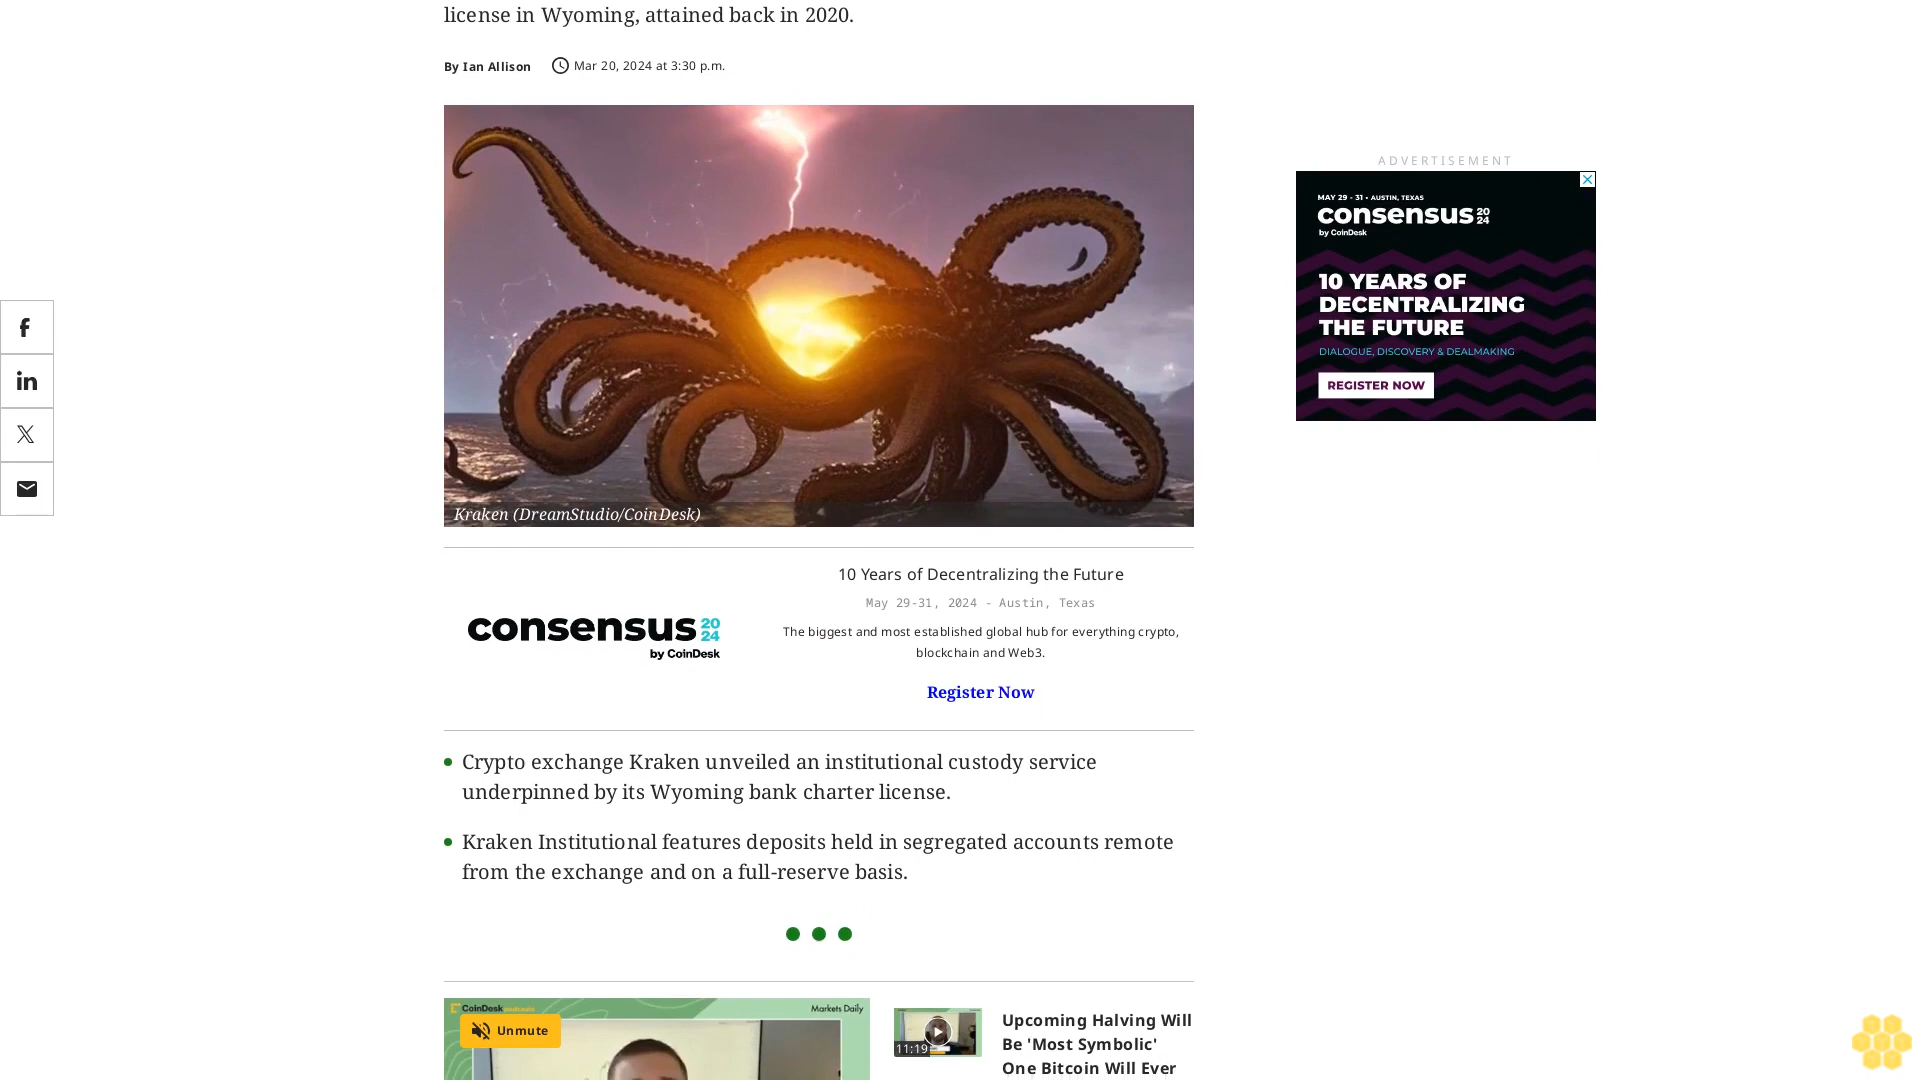 license in Wyoming, attained back in 2020.
By Ian Allison
Mar 20, 2024 at 3:30 p.m.
Kraken (DreamStudio/CoinDesk)
ADVERTISEMENT
MAY 29 - 31 • AUSTIN, TEXAS
consensus 2024
by CoinDesk
10 YEARS OF
DECENTRALIZING
THE FUTURE
DIALOGUE, DISCOVERY & DEALMAKING
REGISTER NOW
consensus 2024
by CoinDesk
10 Years of Decentralizing the Future
May 29-31, 2024 - Austin, Texas
The biggest and most established global hub for everything crypto,
blockchain and Web3.
Register Now
Crypto exchange Kraken unveiled an institutional custody service
underpinned by its Wyoming bank charter license.
Kraken Institutional features deposits held in segregated accounts remote
from the exchange and on a full-reserve basis.
CoinDesk podcasts
Markets Daily
Unmute
11:19
Upcoming Halving Will
Be 'Most Symbolic'
One Bitcoin Will Ever